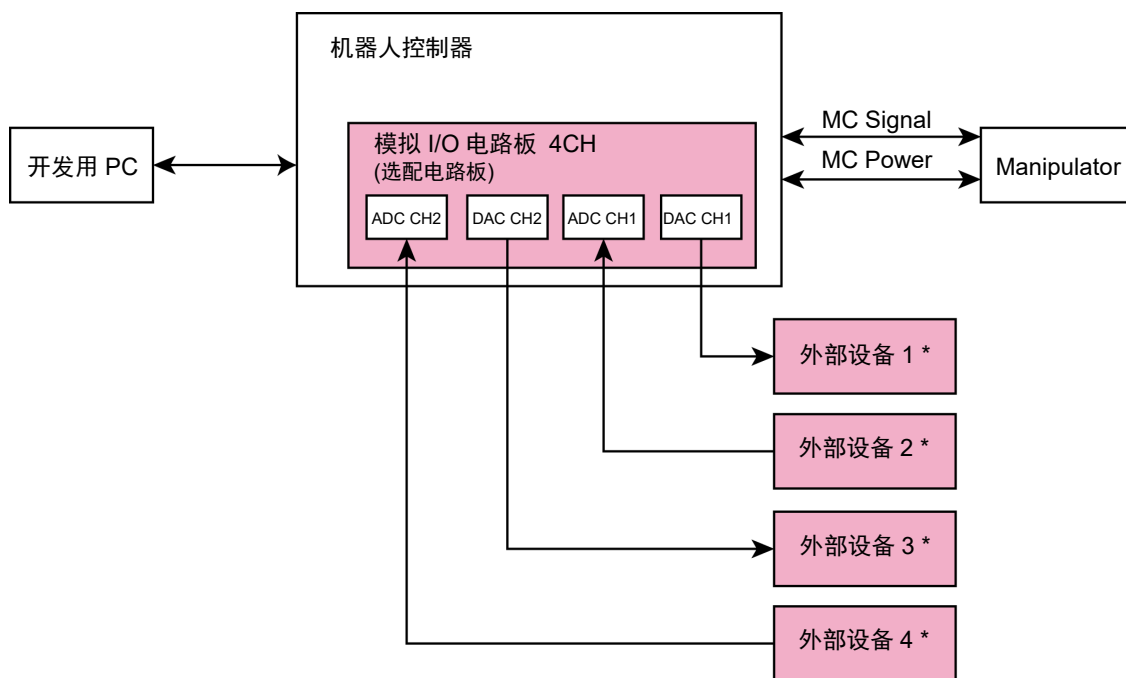 机器人控制器
模拟 I/O 电路板 4CH
(选配电路板)
ADC CH2
DAC CH2
ADC CH1
DAC CH1
开发用 PC
MC Signal
MC Power
Manipulator
外部设备 1 *
外部设备 2 *
外部设备 3 *
外部设备 4 *